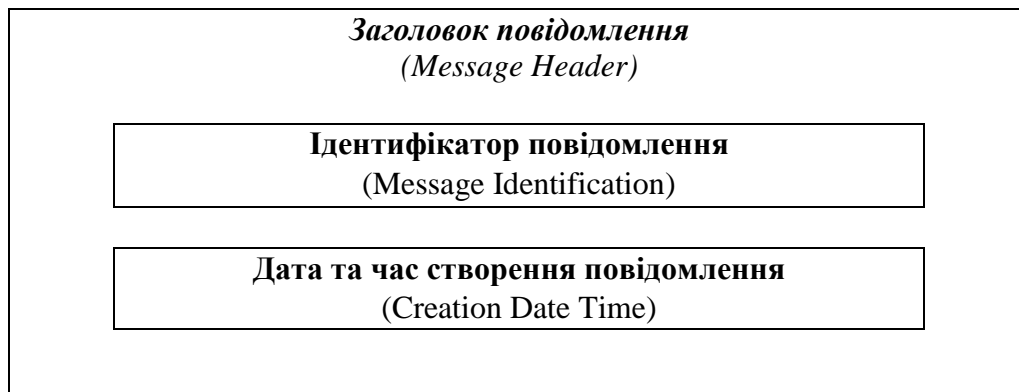 Заголовок повідомлення
(Message Header)
Ідентифікатор повідомлення
(Message Identification)
Дата та час створення повідомлення
(Creation Date Time)